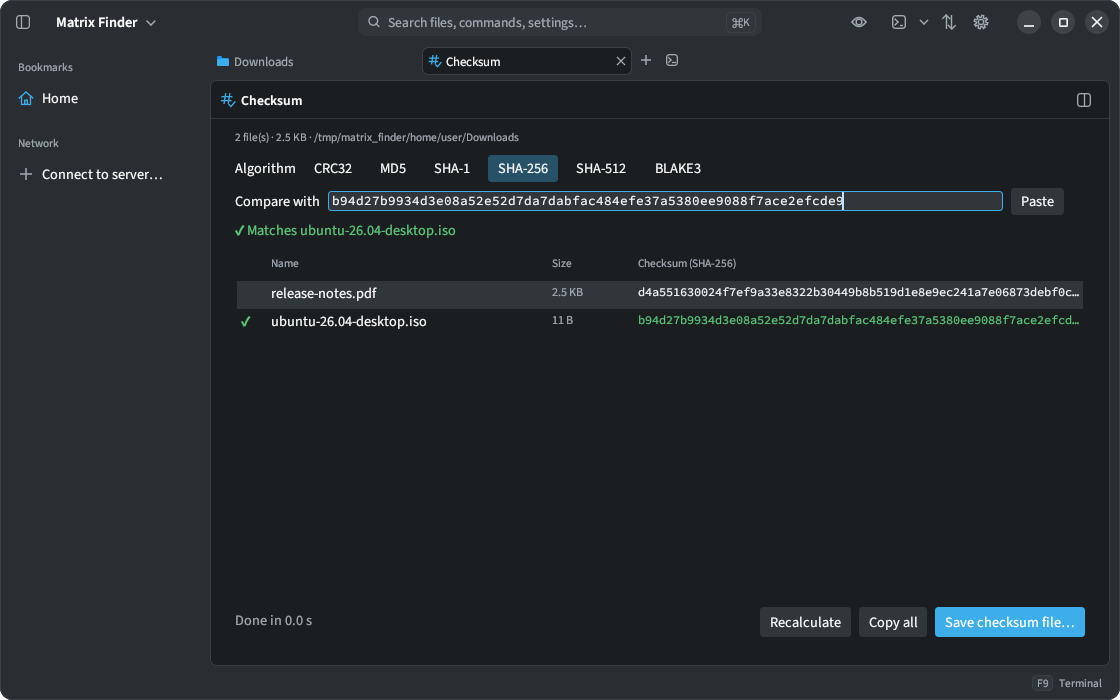 Matrix Finder
Search files, commands, settings…
⌘K
Bookmarks
Home
Network
Connect to server…
Downloads
Checksum
Checksum
2 file(s) · 2.5 KB · /tmp/matrix_finder/home/user/Downloads
Algorithm CRC32 MD5 SHA-1 SHA-256 SHA-512 BLAKE3
Compare with b94d27b9934d3e08a52e52d7da7dabfac484efe37a5380ee9088f7ace2efcde9 Paste
✓ Matches ubuntu-26.04-desktop.iso
Name Size Checksum (SHA-256)
release-notes.pdf 2.5 KB d4a551630024f7ef9a33e8322b30449b8b519d1e8e9ec241a7e06873debf0c…
✓ ubuntu-26.04-desktop.iso 11 B b94d27b9934d3e08a52e52d7da7dabfac484efe37a5380ee9088f7ace2efcd…
Done in 0.0 s
Recalculate Copy all Save checksum file…
F9 Terminal